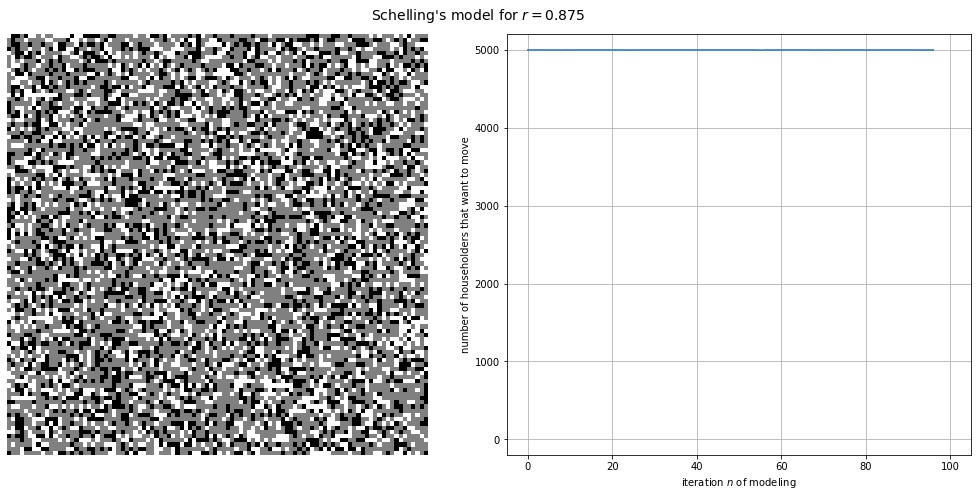 Schelling's model for r = 0.875
number of householders that want to move
5000
4000
3000
2000
1000
0
0 20 40 60 80 100
iteration n of modeling